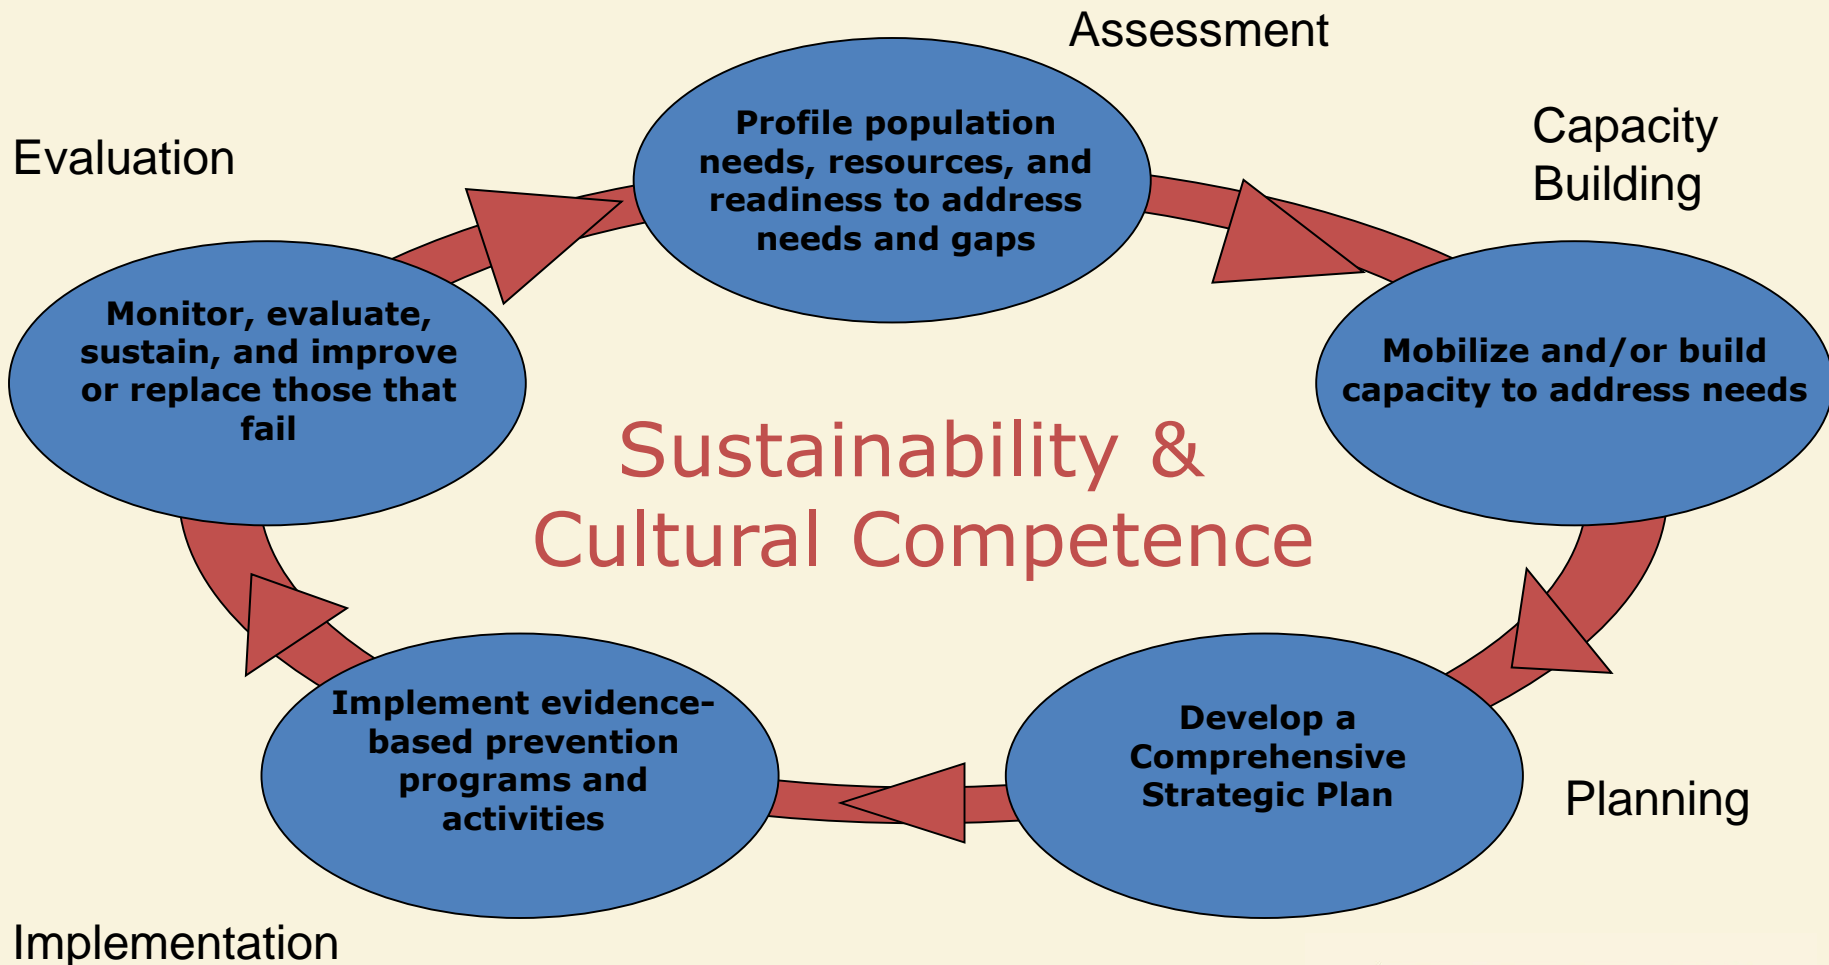 Assessment
Profile population
needs, resources, and
readiness to address
needs and gaps
Capacity
Building
Mobilize and/or build
capacity to address needs
Planning
Develop a
Comprehensive
Strategic Plan
Implementation
Implement evidence-
based prevention
programs and
activities
Evaluation
Monitor, evaluate,
sustain, and improve
or replace those that
fail
Sustainability &
Cultural Competence